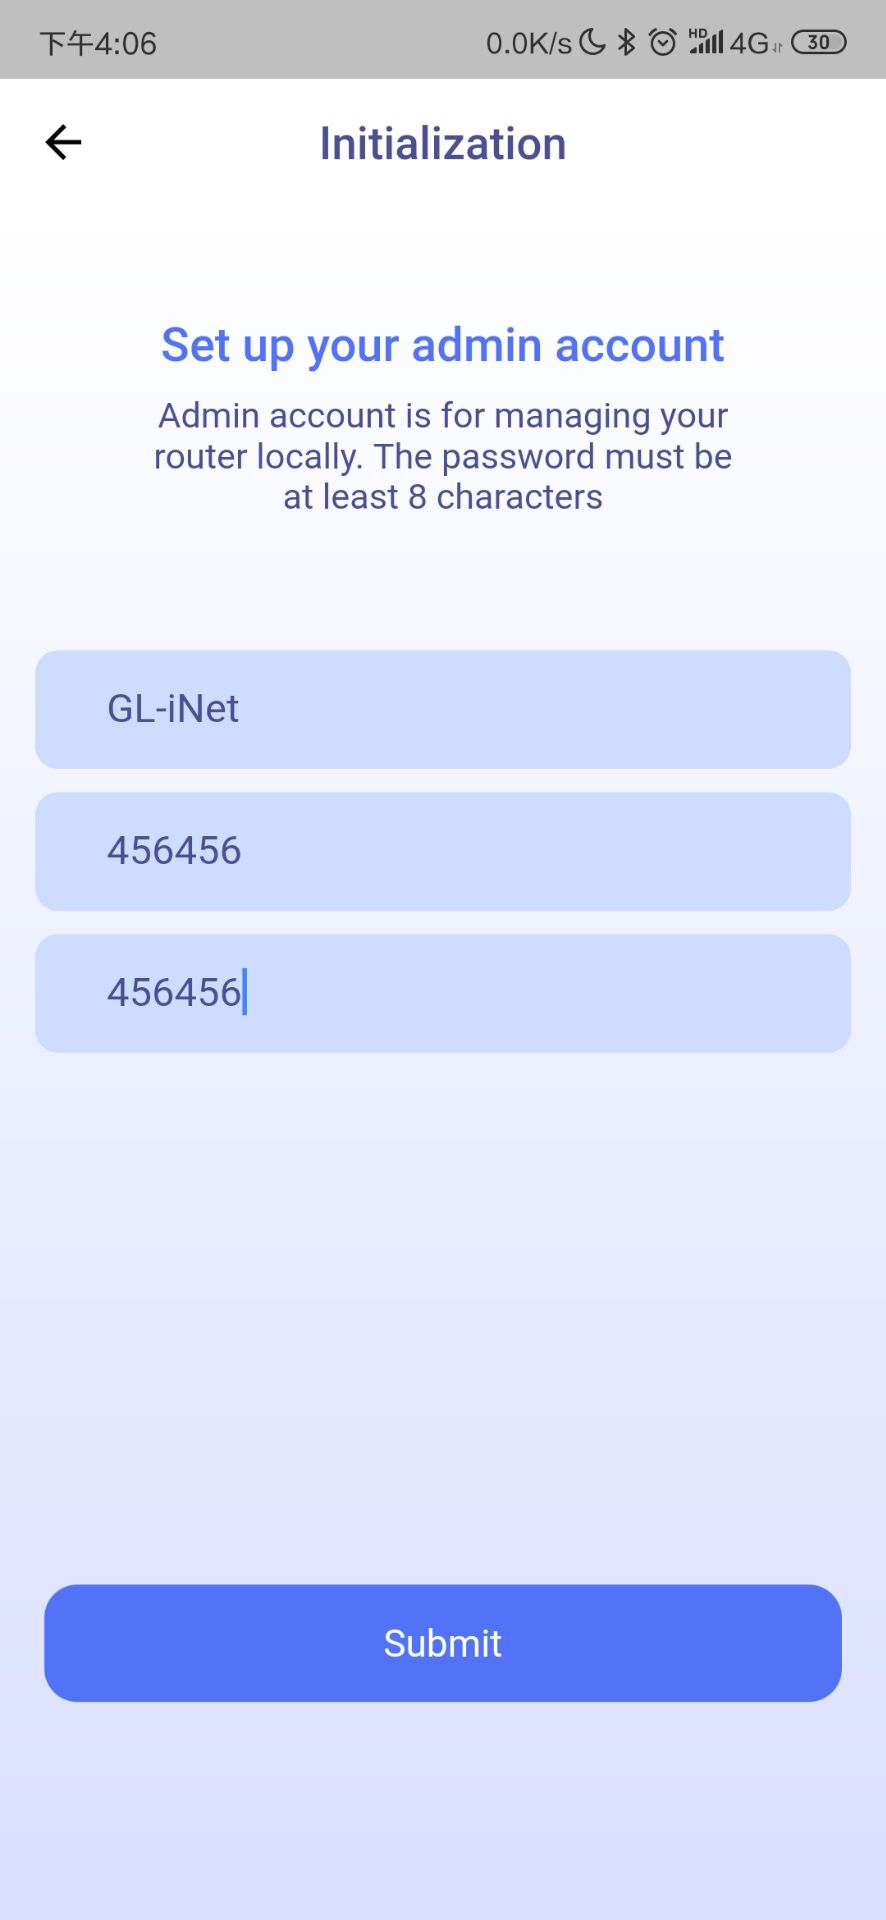 下午4:06 0.0K/s HD 4G 30
Initialization
Set up your admin account
Admin account is for managing your
router locally. The password must be
at least 8 characters
GL-iNet
456456
456456
Submit